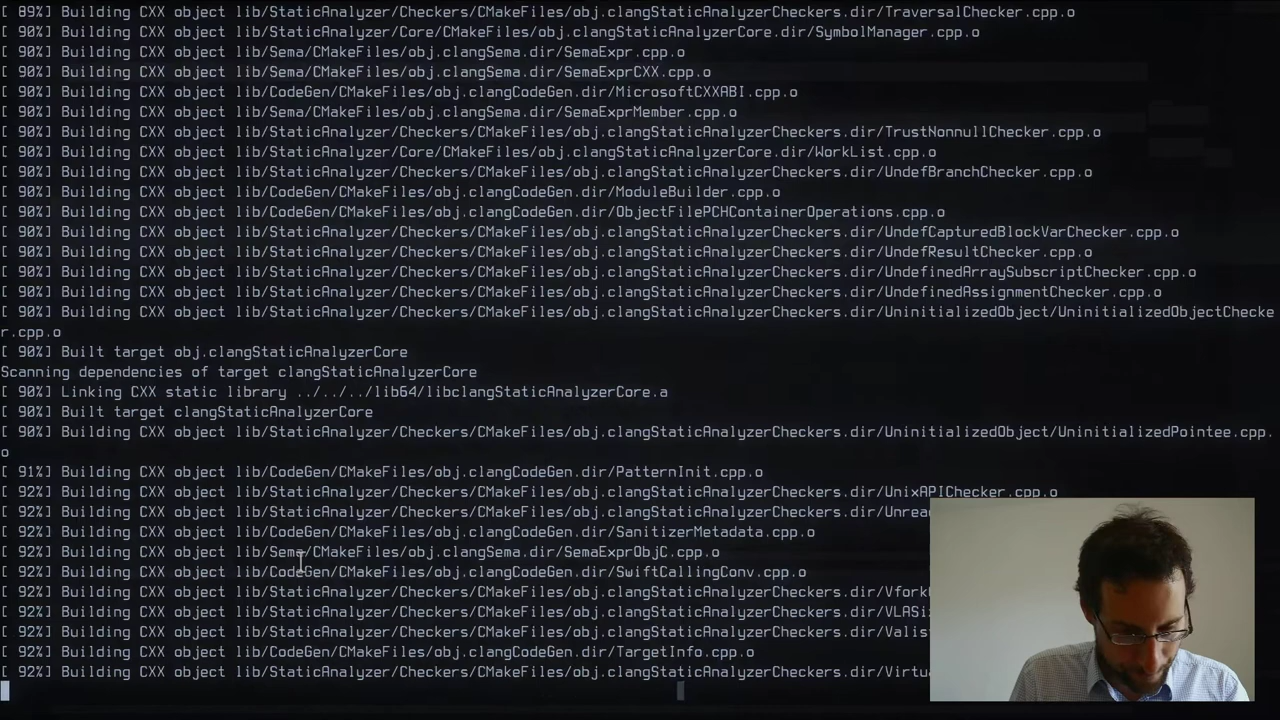 [ 89%] Building CXX object lib/StaticAnalyzer/Checkers/CMakeFiles/obj.clangStaticAnalyzerCheckers.dir/TraversalChecker.cpp.o
[ 90%] Building CXX object lib/StaticAnalyzer/Core/CMakeFiles/obj.clangStaticAnalyzerCore.dir/SymbolManager.cpp.o
[ 90%] Building CXX object lib/Sema/CMakeFiles/obj.clangSema.dir/SemaExpr.cpp.o
[ 90%] Building CXX object lib/Sema/CMakeFiles/obj.clangSema.dir/SemaExprCXX.cpp.o
[ 90%] Building CXX object lib/CodeGen/CMakeFiles/obj.clangCodeGen.dir/MicrosoftCXXABI.cpp.o
[ 90%] Building CXX object lib/Sema/CMakeFiles/obj.clangSema.dir/SemaExprMember.cpp.o
[ 90%] Building CXX object lib/StaticAnalyzer/Checkers/CMakeFiles/obj.clangStaticAnalyzerCheckers.dir/TrustNonnullChecker.cpp.o
[ 90%] Building CXX object lib/StaticAnalyzer/Core/CMakeFiles/obj.clangStaticAnalyzerCore.dir/WorkList.cpp.o
[ 90%] Building CXX object lib/StaticAnalyzer/Checkers/CMakeFiles/obj.clangStaticAnalyzerCheckers.dir/UndefBranchChecker.cpp.o
[ 90%] Building CXX object lib/CodeGen/CMakeFiles/obj.clangCodeGen.dir/ModuleBuilder.cpp.o
[ 90%] Building CXX object lib/CodeGen/CMakeFiles/obj.clangCodeGen.dir/ObjectFilePCHContainerOperations.cpp.o
[ 90%] Building CXX object lib/StaticAnalyzer/Checkers/CMakeFiles/obj.clangStaticAnalyzerCheckers.dir/UndefCapturedBlockVarChecker.cpp.o
[ 90%] Building CXX object lib/StaticAnalyzer/Checkers/CMakeFiles/obj.clangStaticAnalyzerCheckers.dir/UndefResultChecker.cpp.o
[ 90%] Building CXX object lib/StaticAnalyzer/Checkers/CMakeFiles/obj.clangStaticAnalyzerCheckers.dir/UndefinedArraySubscriptChecker.cpp.o
[ 90%] Building CXX object lib/StaticAnalyzer/Checkers/CMakeFiles/obj.clangStaticAnalyzerCheckers.dir/UndefinedAssignmentChecker.cpp.o
[ 90%] Building CXX object lib/StaticAnalyzer/Checkers/CMakeFiles/obj.clangStaticAnalyzerCheckers.dir/UninitializedObject/UninitializedObjectChecke
r.cpp.o
[ 90%] Built target obj.clangStaticAnalyzerCore
Scanning dependencies of target clangStaticAnalyzerCore
[ 90%] Linking CXX static library ../../../lib64/libclangStaticAnalyzerCore.a
[ 90%] Built target clangStaticAnalyzerCore
[ 90%] Building CXX object lib/StaticAnalyzer/Checkers/CMakeFiles/obj.clangStaticAnalyzerCheckers.dir/UninitializedObject/UninitializedPointee.cpp.
o
[ 91%] Building CXX object lib/CodeGen/CMakeFiles/obj.clangCodeGen.dir/PatternInit.cpp.o
[ 92%] Building CXX object lib/StaticAnalyzer/Checkers/CMakeFiles/obj.clangStaticAnalyzerCheckers.dir/UnixAPIChecker.cpp.o
[ 92%] Building CXX object lib/StaticAnalyzer/Checkers/CMakeFiles/obj.clangStaticAnalyzerCheckers.dir/Unrea
[ 92%] Building CXX object lib/CodeGen/CMakeFiles/obj.clangCodeGen.dir/SanitizerMetadata.cpp.o
[ 92%] Building CXX object lib/Sema/CMakeFiles/obj.clangSema.dir/SemaExprObjC.cpp.o
[ 92%] Building CXX object lib/CodeGen/CMakeFiles/obj.clangCodeGen.dir/SwiftCallingConv.cpp.o
[ 92%] Building CXX object lib/StaticAnalyzer/Checkers/CMakeFiles/obj.clangStaticAnalyzerCheckers.dir/Vfork
[ 92%] Building CXX object lib/StaticAnalyzer/Checkers/CMakeFiles/obj.clangStaticAnalyzerCheckers.dir/VLASi
[ 92%] Building CXX object lib/StaticAnalyzer/Checkers/CMakeFiles/obj.clangStaticAnalyzerCheckers.dir/Valis
[ 92%] Building CXX object lib/CodeGen/CMakeFiles/obj.clangCodeGen.dir/TargetInfo.cpp.o
[ 92%] Building CXX object lib/StaticAnalyzer/Checkers/CMakeFiles/obj.clangStaticAnalyzerCheckers.dir/Virtu